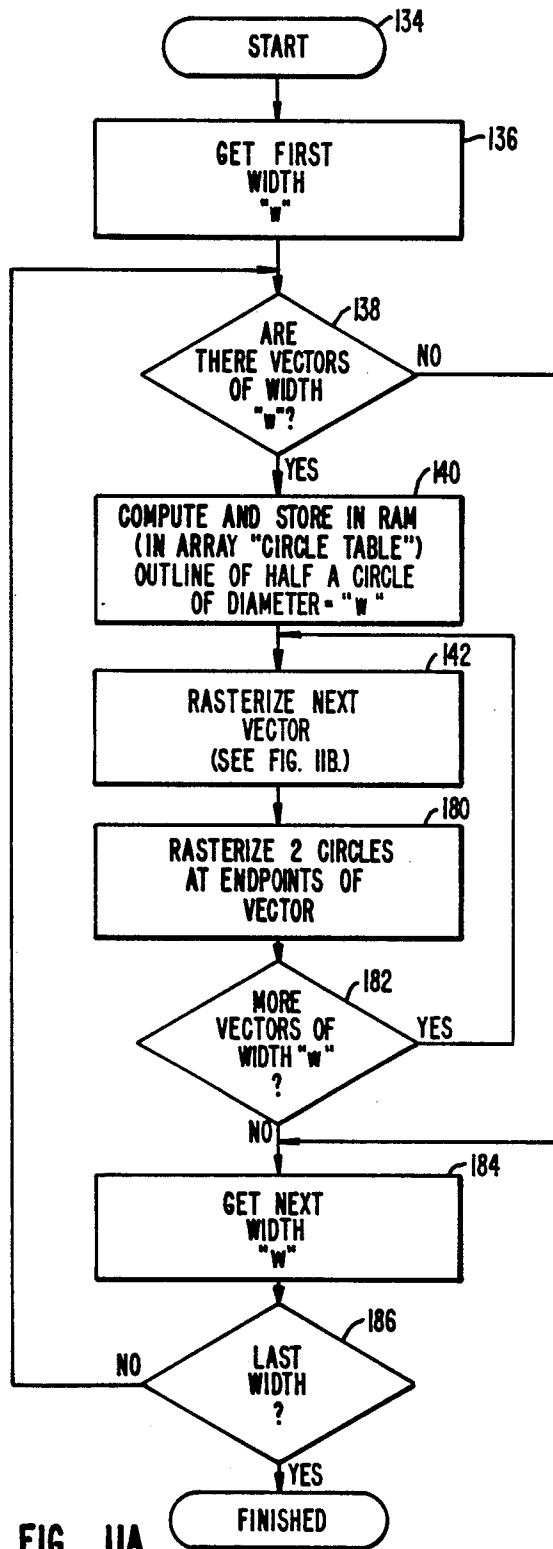 134
START
136
GET FIRST
WIDTH
"w"
138
ARE
THERE VECTORS
OF WIDTH
"w"?
NO
YES
140
COMPUTE AND STORE IN RAM
(IN ARRAY "CIRCLE TABLE")
OUTLINE OF HALF A CIRCLE
OF DIAMETER = "w"
142
RASTERIZE NEXT
VECTOR
(SEE FIG. 11B.)
180
RASTERIZE 2 CIRCLES
AT ENDPOINTS OF
VECTOR
182
MORE
VECTORS OF
WIDTH "w"
?
YES
NO
184
GET NEXT
WIDTH
"w"
186
NO
LAST
WIDTH
?
YES
FINISHED
FIG. 11A